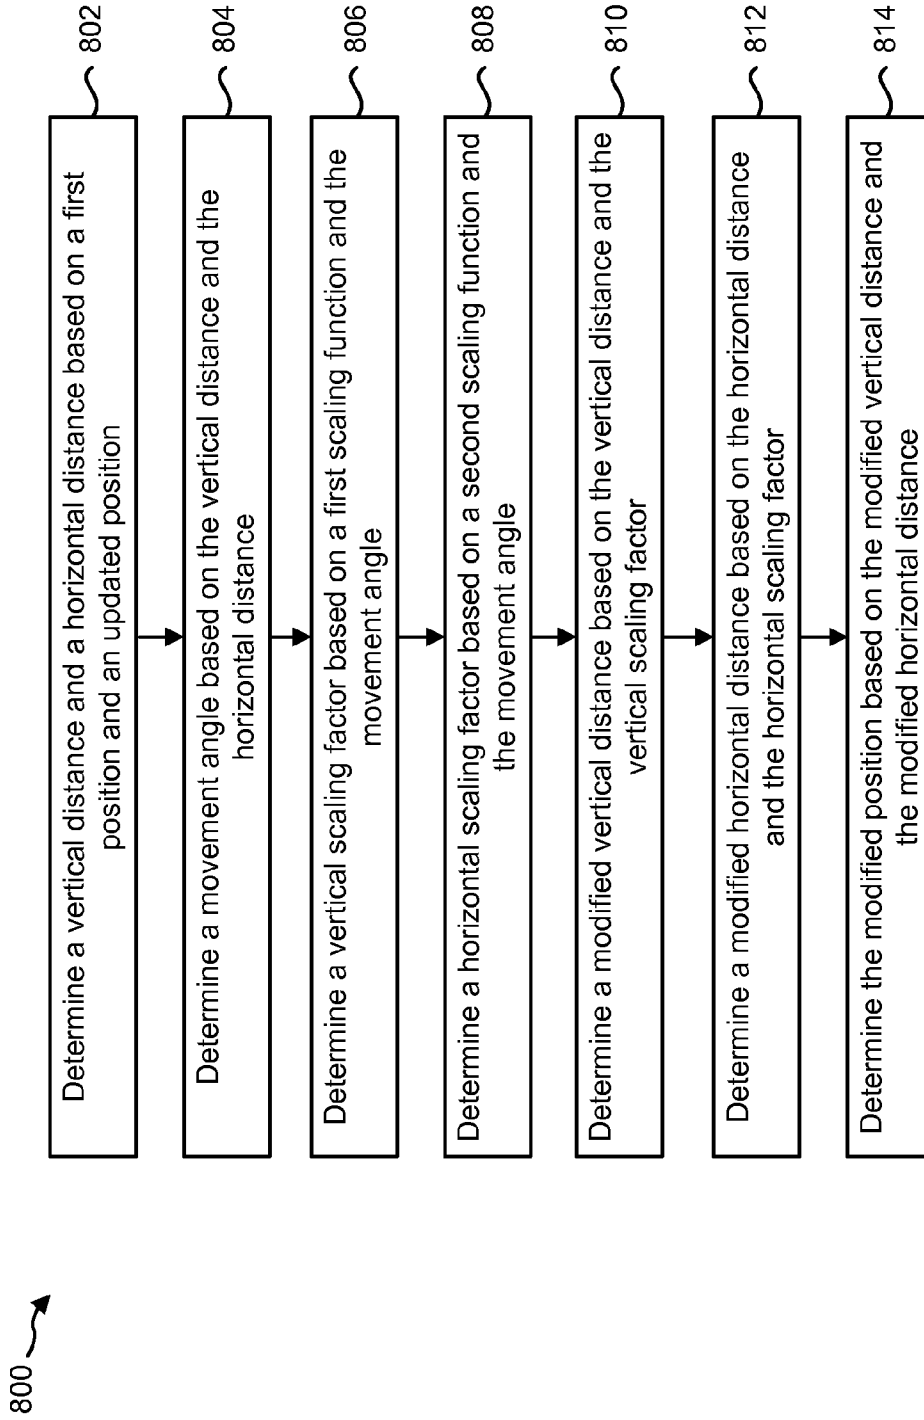 800
Determine a vertical distance and a horizontal distance based on a first
position and an updated position
802
Determine a movement angle based on the vertical distance and the
horizontal distance
804
Determine a vertical scaling factor based on a first scaling function and the
movement angle
806
Determine a horizontal scaling factor based on a second scaling function and
the movement angle
808
Determine a modified vertical distance based on the vertical distance and the
vertical scaling factor
810
Determine a modified horizontal distance based on the horizontal distance
and the horizontal scaling factor
812
Determine the modified position based on the modified vertical distance and
the modified horizontal distance
814